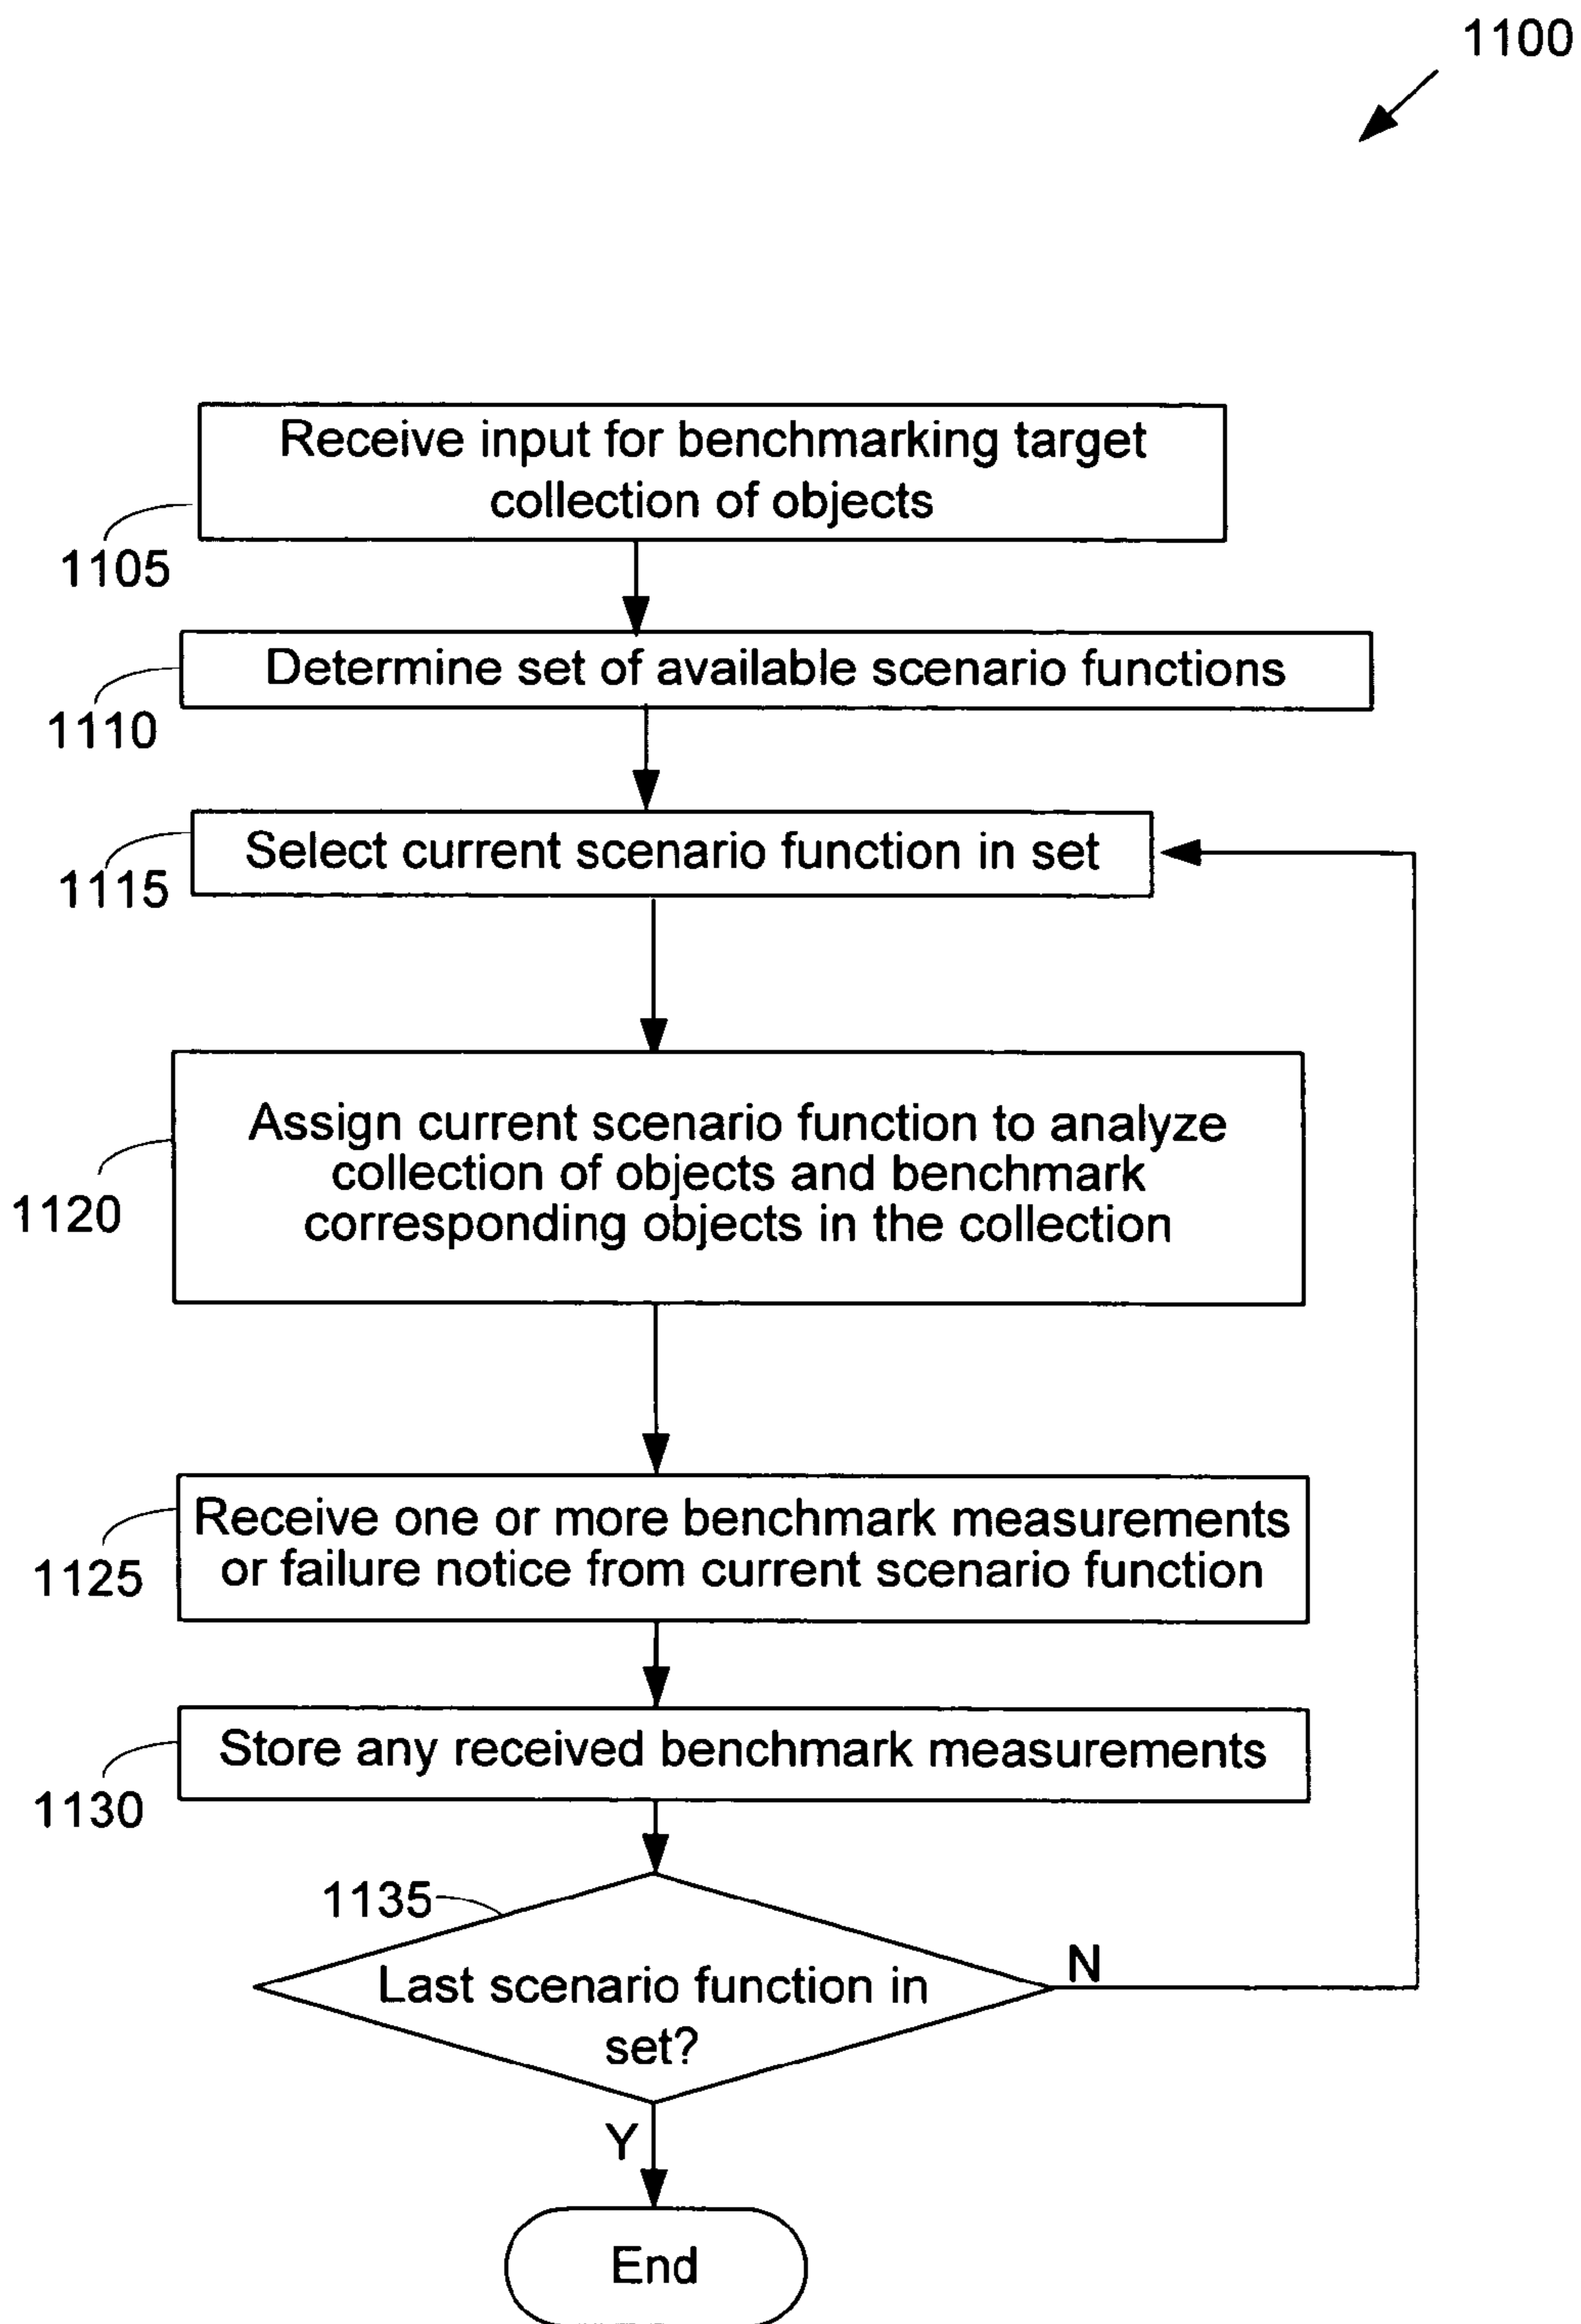 1100
Receive input for benchmarking target
collection of objects
1105
Determine set of available scenario functions
1110
Select current scenario function in set
1115
Assign current scenario function to analyze
collection of objects and benchmark
corresponding objects in the collection
1120
Receive one or more benchmark measurements
or failure notice from current scenario function
1125
Store any received benchmark measurements
1130
1135
Last scenario function in
set?
N
Y
End